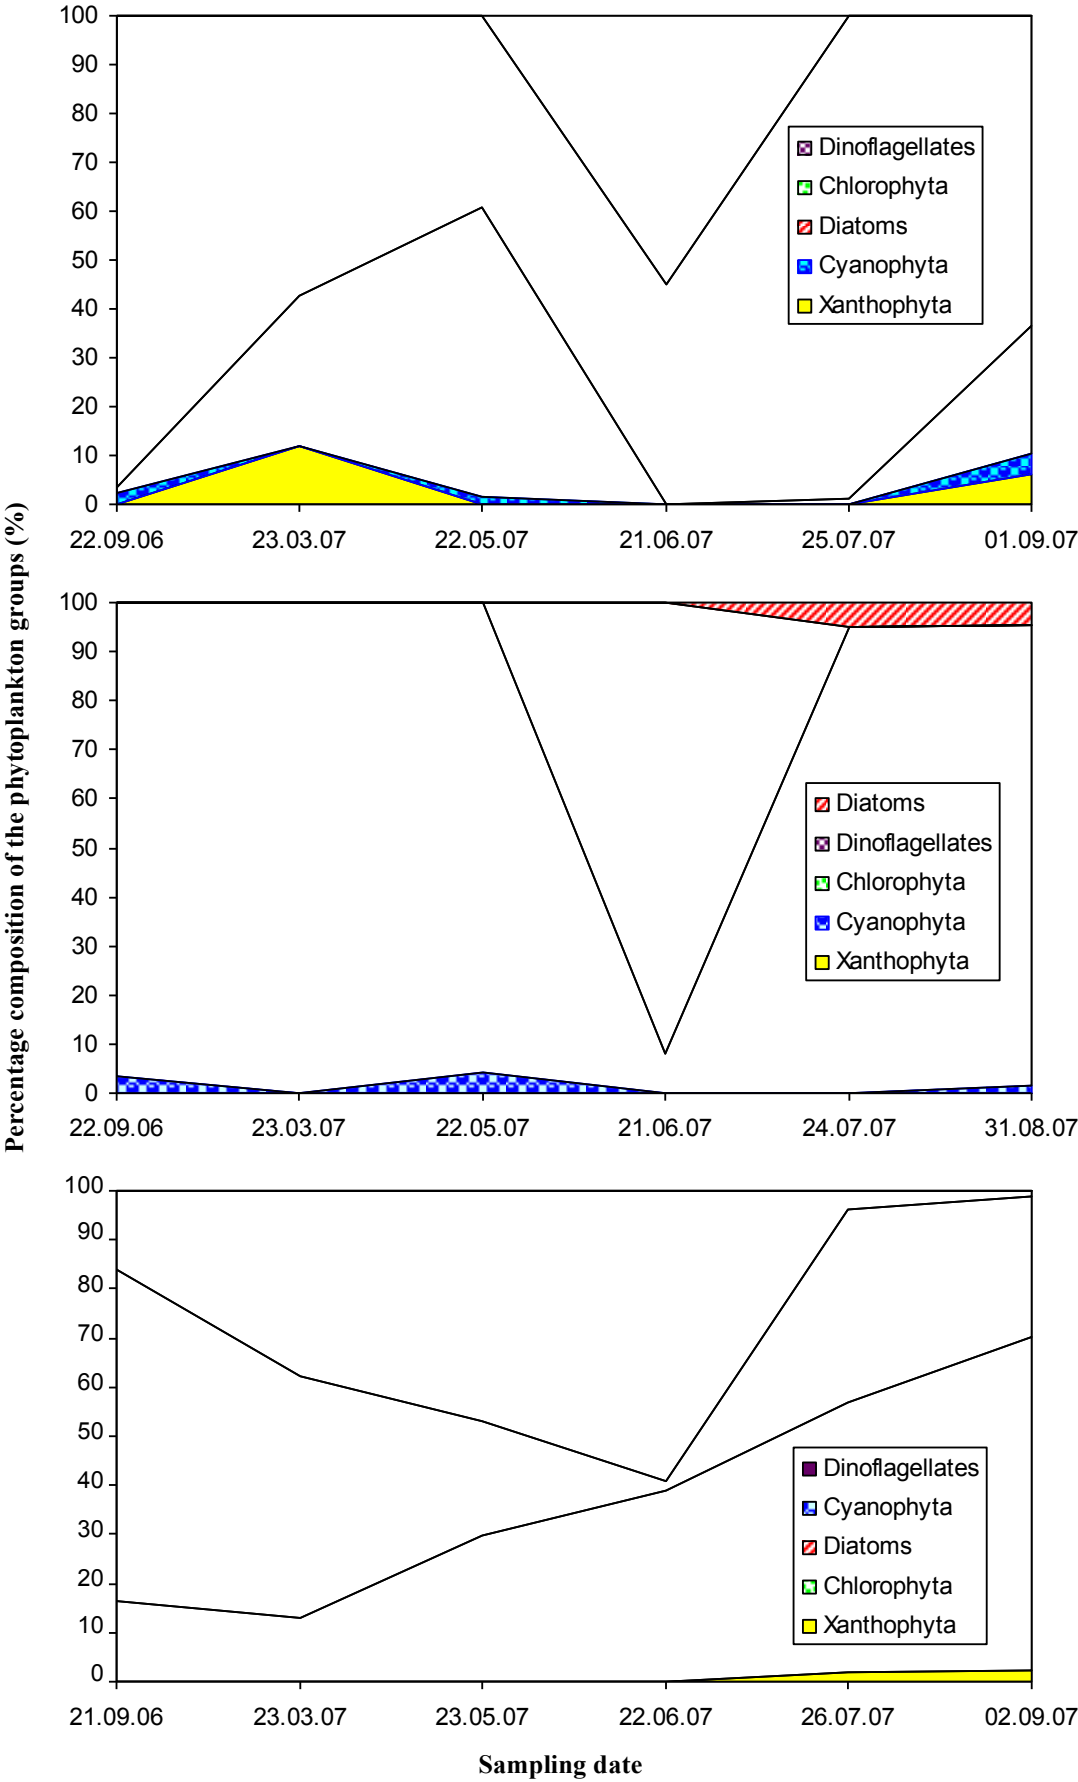 Percentage composition of the phytoplankton groups (%)
100
90
80
70
60
50
40
30
20
10
0
Dinoflagellates
Chlorophyta
Diatoms
Cyanophyta
Xanthophyta
22.09.06 23.03.07 22.05.07 21.06.07 25.07.07 01.09.07
100
90
80
70
60
50
40
30
20
10
0
Diatoms
Dinoflagellates
Chlorophyta
Cyanophyta
Xanthophyta
22.09.06 23.03.07 22.05.07 21.06.07 24.07.07 31.08.07
100
90
80
70
60
50
40
30
20
10
0
Dinoflagellates
Cyanophyta
Diatoms
Chlorophyta
Xanthophyta
21.09.06 23.03.07 23.05.07 22.06.07 26.07.07 02.09.07
Sampling date